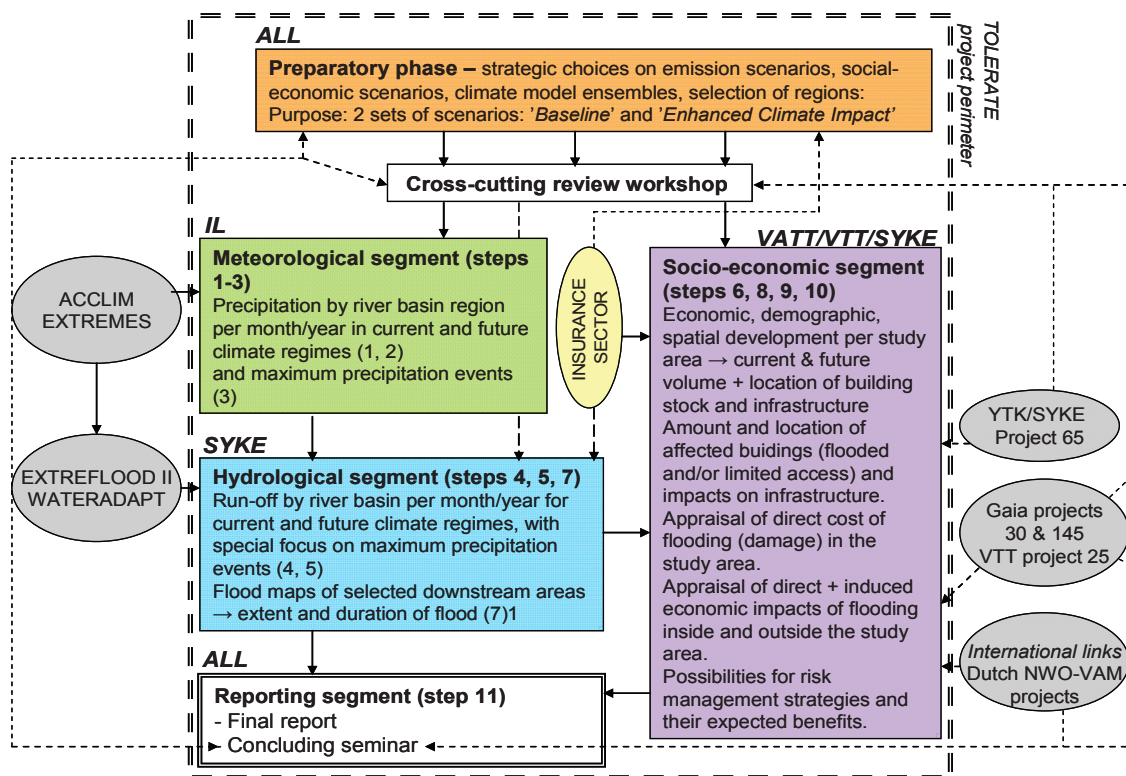 ALL
Preparatory phase – strategic choices on emission scenarios, social-
economic scenarios, climate model ensembles, selection of regions:
Purpose: 2 sets of scenarios: 'Baseline' and 'Enhanced Climate Impact'
TOLERATE
project perimeter
Cross-cutting review workshop
IL
Meteorological segment (steps
1-3)
Precipitation by river basin region
per month/year in current and future
climate regimes (1, 2)
and maximum precipitation events
(3)
ACCLIM
EXTREMES
INSURANCE
SECTOR
VATT/VTT/SYKE
Socio-economic segment
(steps 6, 8, 9, 10)
Economic, demographic,
spatial development per study
area → current & future
volume + location of building
stock and infrastructure
Amount and location of
affected buidings (flooded
and/or limited access) and
impacts on infrastructure.
Appraisal of direct cost of
flooding (damage) in the
study area.
Appraisal of direct + induced
economic impacts of flooding
inside and outside the study
area.
Possibilities for risk
management strategies and
their expected benefits.
SYKE
Hydrological segment (steps 4, 5, 7)
Run-off by river basin per month/year for
current and future climate regimes, with
special focus on maximum precipitation
events (4, 5)
Flood maps of selected downstream areas
→ extent and duration of flood (7)1
EXTREFLOOD II
WATERADAPT
YTK/SYKE
Project 65
Gaia projects
30 & 145
VTT project 25
International links
Dutch NWO-VAM
projects
ALL
Reporting segment (step 11)
- Final report
- Concluding seminar